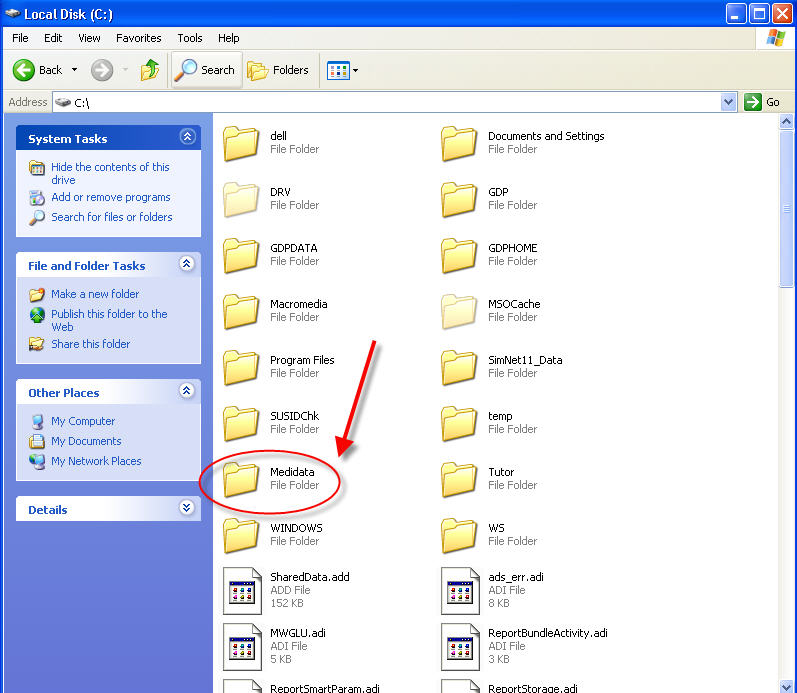 Local Disk (C:)
File Edit View Favorites Tools Help
Back Search Folders
Address C:\ Go
System Tasks
Hide the contents of this
drive
Add or remove programs
Search for files or folders
File and Folder Tasks
Make a new folder
Publish this folder to the
Web
Share this folder
Other Places
My Computer
My Documents
My Network Places
Details
dell
File Folder
Documents and Settings
File Folder
DRV
File Folder
GDP
File Folder
GDPDATA
File Folder
GDPHOME
File Folder
Macromedia
File Folder
MSOCache
File Folder
Program Files
File Folder
SimNet11_Data
File Folder
SUSIDChk
File Folder
temp
File Folder
Medidata
File Folder
Tutor
File Folder
WINDOWS
File Folder
WS
File Folder
SharedData.add
ADD File
152 KB
ads_err.adi
ADI File
8 KB
MWGLU.adi
ADI File
5 KB
ReportBundleActivity.adi
ADI File
3 KB
ReportSmartParam.adi
ReportStorage.adi